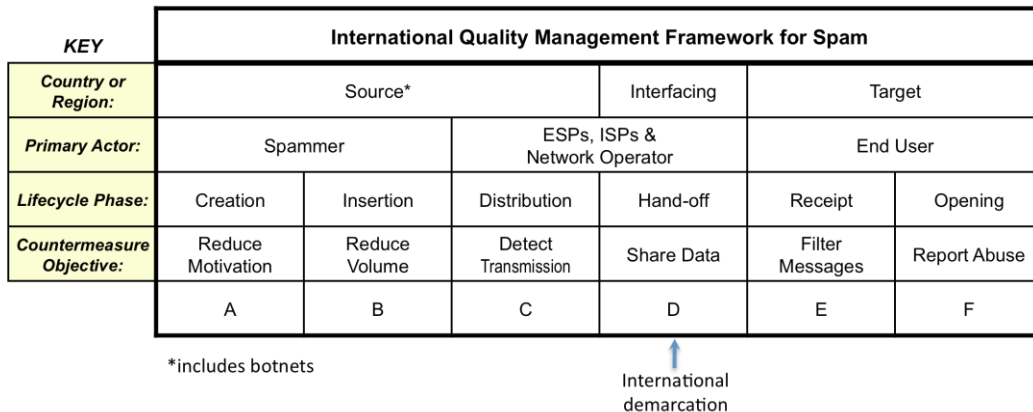 KEY
International Quality Management Framework for Spam
Country or
Region:
Source*
Interfacing
Target
Primary Actor:
Spammer
ESPs, ISPs &
Network Operator
End User
Lifecycle Phase:
Creation
Insertion
Distribution
Hand-off
Receipt
Opening
Countermeasure
Objective:
Reduce
Motivation
Reduce
Volume
Detect
Transmission
Share Data
Filter
Messages
Report Abuse
A
B
C
D
E
F
*includes botnets
International
demarcation